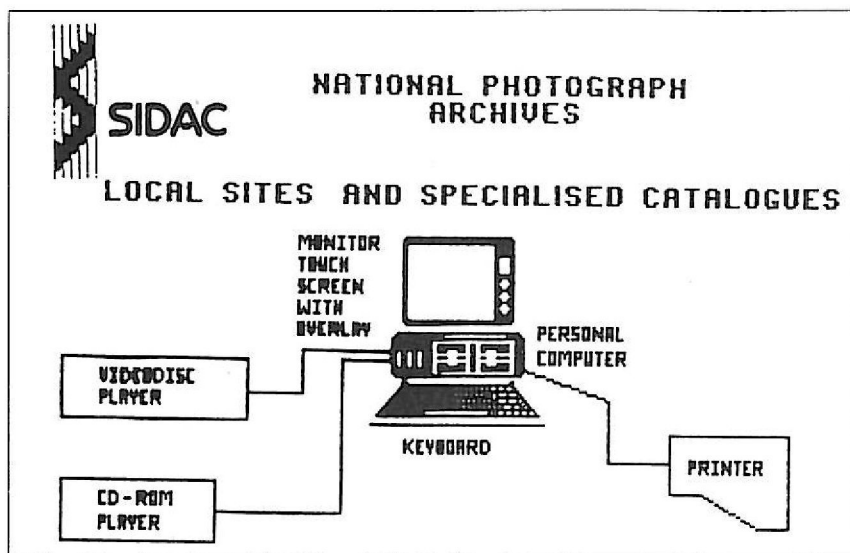 SIDAC
NATIONAL PHOTOGRAPH
ARCHIVES
LOCAL SITES AND SPECIALISED CATALOGUES
MONITOR
TOUCH
SCREEN
WITH
OVERLAY
PERSONAL
COMPUTER
VIDEODISC
PLAYER
KEYBOARD
PRINTER
CD-ROM
PLAYER